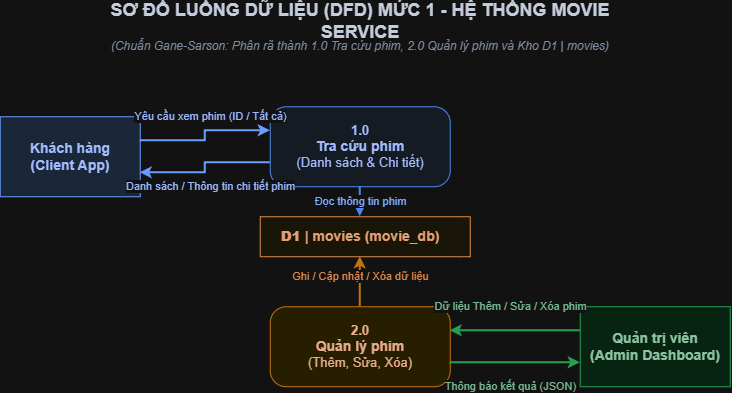 SƠ ĐỒ LUỒNG DỮ LIỆU (DFD) MỨC 1 - HỆ THỐNG MOVIE
SERVICE
(Chuẩn Gane-Sarson: Phân rã thành 1.0 Tra cứu phim, 2.0 Quản lý phim và Kho D1 | movies)
Yêu cầu xem phim (ID / Tất cả)
Khách hàng
(Client App)
1.0
Tra cứu phim
(Danh sách & Chi tiết)
Danh sách / Thông tin chi tiết phim
Đọc thông tin phim
D1 | movies (movie_db)
Ghi / Cập nhật / Xóa dữ liệu
Dữ liệu Thêm / Sửa / Xóa phim
2.0
Quản lý phim
(Thêm, Sửa, Xóa)
Quản trị viên
(Admin Dashboard)
Thông báo kết quả (JSON)